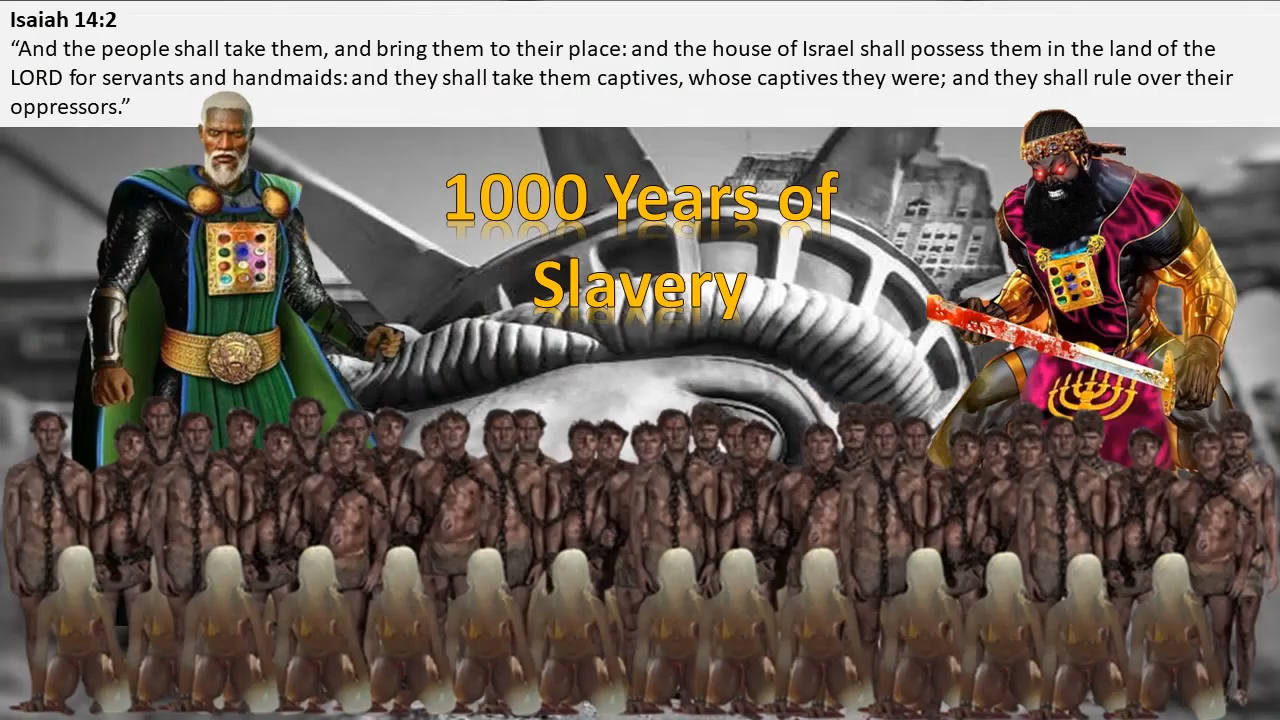 Isaiah 14:2
“And the people shall take them, and bring them to their place: and the house of Israel shall possess them in the land of the
LORD for servants and handmaids: and they shall take them captives, whose captives they were; and they shall rule over their
oppressors.”
1000 Years of
Slavery